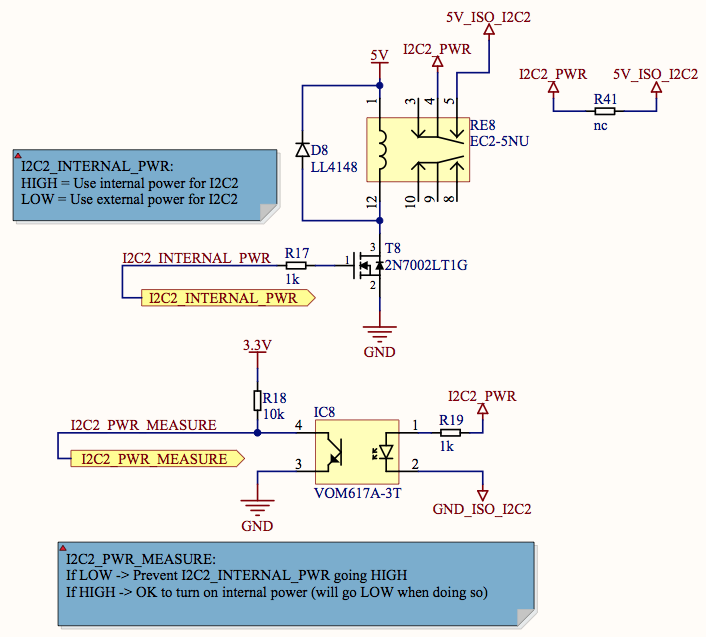 5V_ISO_I2C2
I2C2_PWR
5V
I2C2_PWR
5V_ISO_I2C2
R41
nc
1
3
4
5
RE8
EC2-5NU
D8
LL4148
12
10
9
8
I2C2_INTERNAL_PWR:
HIGH = Use internal power for I2C2
LOW = Use external power for I2C2
I2C2_INTERNAL_PWR
R17
1k
1
3
2
T8
2N7002LT1G
I2C2_INTERNAL_PWR
GND
3.3V
R18
10k
I2C2_PWR_MEASURE
I2C2_PWR_MEASURE
IC8
4
3
1
2
VOM617A-3T
GND
R19
1k
I2C2_PWR
GND_ISO_I2C2
I2C2_PWR_MEASURE:
If LOW -> Prevent I2C2_INTERNAL_PWR going HIGH
If HIGH -> OK to turn on internal power (will go LOW when doing so)